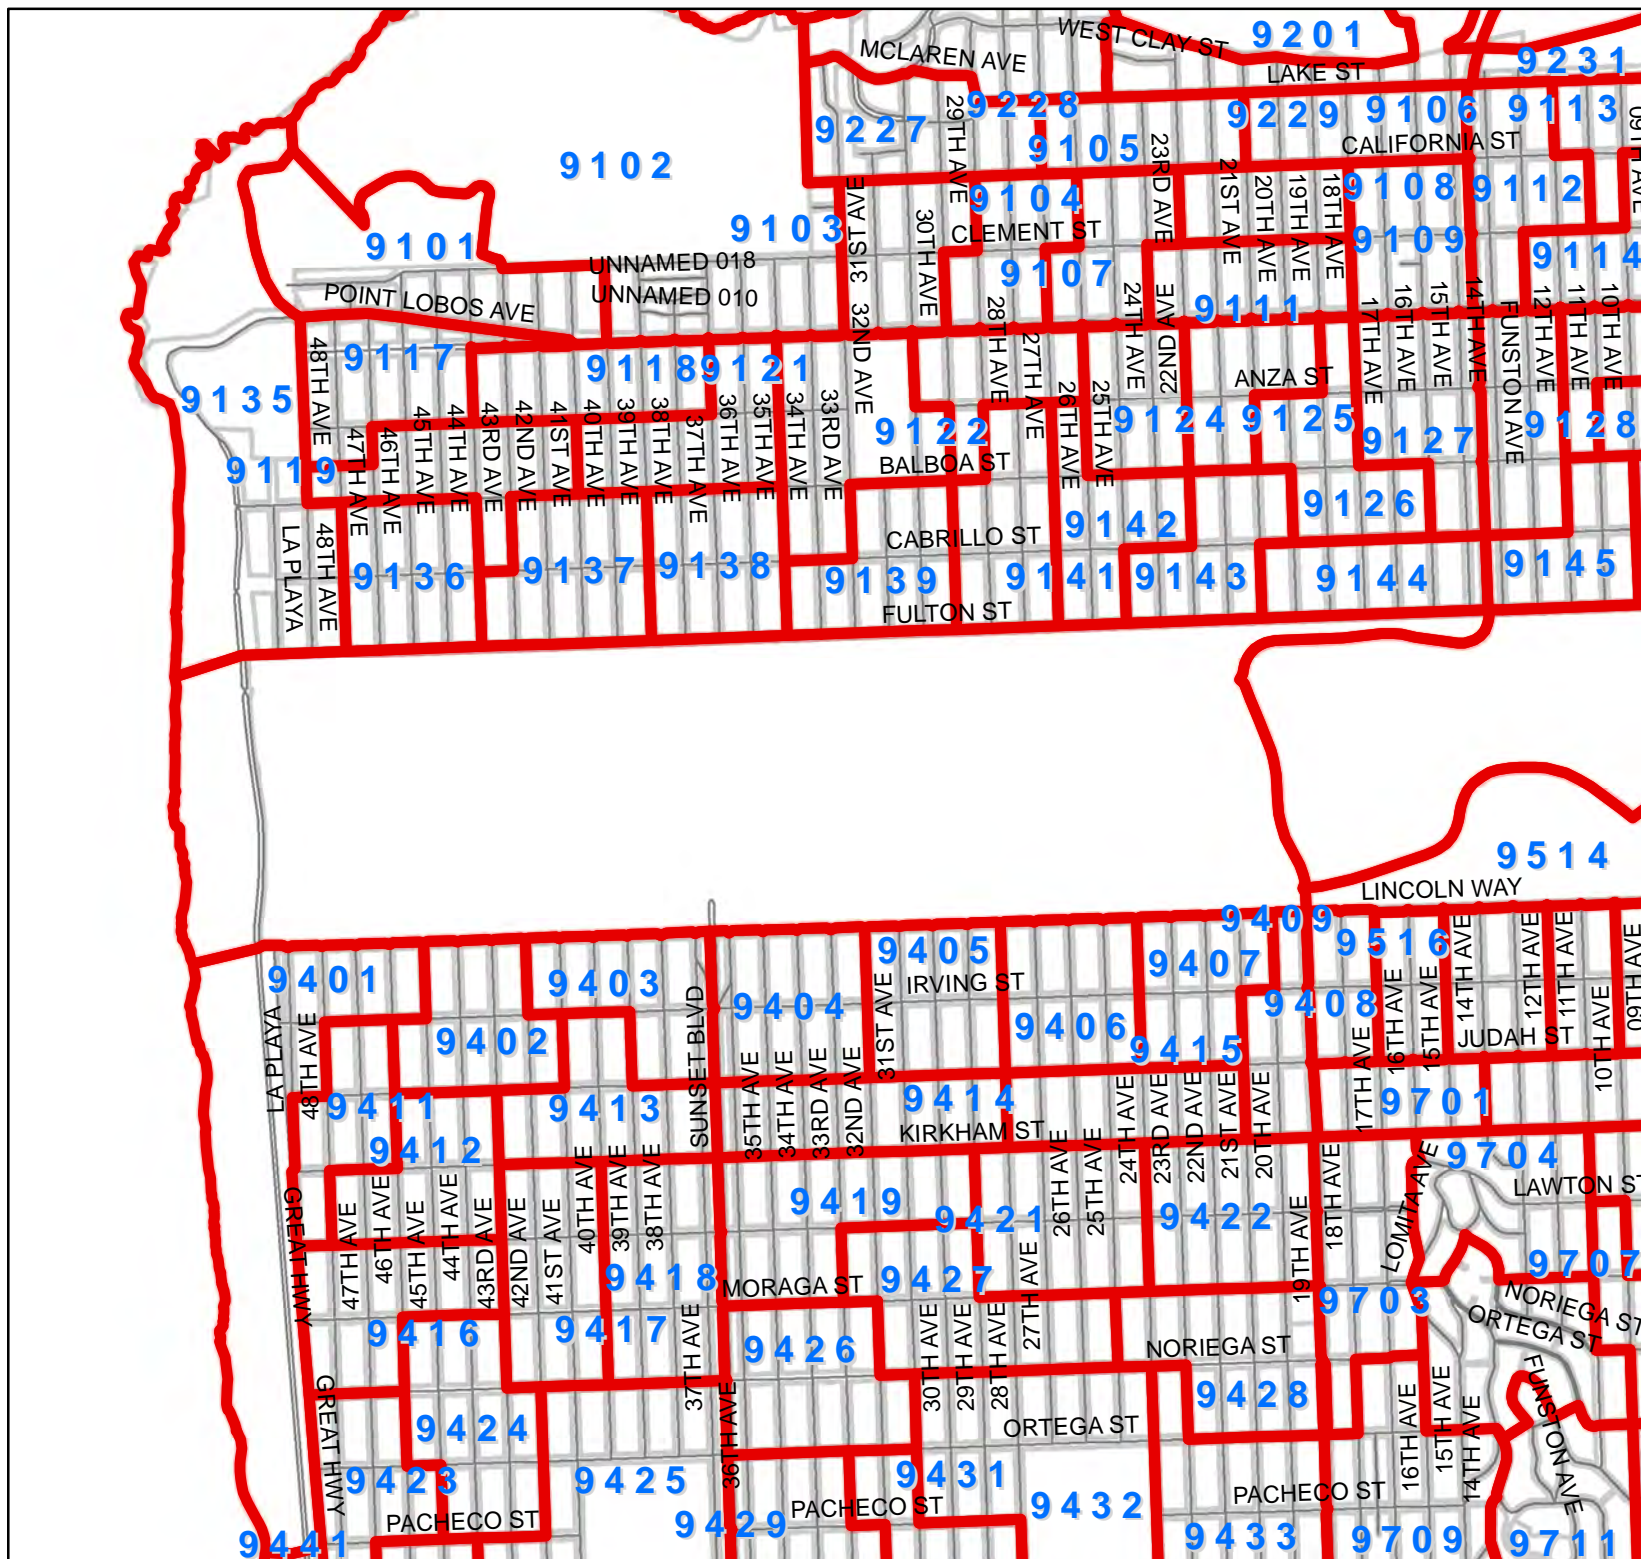 WEST CLAY ST
9201
MCLAREN AVE
LAKE ST
9231
29TH AVE
9228
9229
9106
9113
09TH AVE
9227
9105
23RD AVE
CALIFORNIA ST
9102
31ST AVE
9104
21ST AVE
20TH AVE
19TH AVE
18TH AVE
9108
9112
9103
30TH AVE
CLEMENT ST
9109
9101
UNNAMED 018
9107
9114
POINT LOBOS AVE
UNNAMED 010
28TH AVE
24TH AVE
22ND AVE
9111
17TH AVE
16TH AVE
15TH AVE
14TH AVE
FUNSTON AVE
12TH AVE
11TH AVE
10TH AVE
48TH AVE
9117
9118
9121
32ND AVE
27TH AVE
ANZA ST
9135
47TH AVE
46TH AVE
45TH AVE
44TH AVE
43RD AVE
42ND AVE
41ST AVE
40TH AVE
39TH AVE
38TH AVE
37TH AVE
36TH AVE
35TH AVE
34TH AVE
33RD AVE
9122
26TH AVE
25TH AVE
9124
9125
9127
9128
9119
BALBOA ST
9126
LA PLAYA
48TH AVE
CABRILLO ST
9142
9136
9137
9138
9139
9141
9143
9144
9145
FULTON ST
9514
LINCOLN WAY
9409
9516
14TH AVE
12TH AVE
11TH AVE
09TH AVE
9401
9403
9405
9407
IRVING ST
9404
9408
LA PLAYA
48TH AVE
9402
SUNSET BLVD
31ST AVE
9406
9415
17TH AVE
16TH AVE
15TH AVE
JUDAH ST
10TH AVE
9411
9413
35TH AVE
34TH AVE
33RD AVE
32ND AVE
9414
24TH AVE
23RD AVE
22ND AVE
21ST AVE
20TH AVE
9701
9412
KIRKHAM ST
9704
GREAT HWY
47TH AVE
46TH AVE
45TH AVE
44TH AVE
43RD AVE
42ND AVE
41ST AVE
40TH AVE
39TH AVE
38TH AVE
9419
9421
26TH AVE
25TH AVE
9422
19TH AVE
18TH AVE
LOMITA AVE
LAWTON ST
9418
MORAGA ST
9427
27TH AVE
9703
9707
NORIEGA ST
ORTEGA ST
9416
9417
37TH AVE
9426
30TH AVE
29TH AVE
28TH AVE
NORIEGA ST
GREAT HWY
9424
36TH AVE
ORTEGA ST
9428
16TH AVE
15TH AVE
14TH AVE
FUNSTON AVE
9423
9425
9431
PACHECO ST
9441
PACHECO ST
9429
PACHECO ST
9432
9433
9709
9711